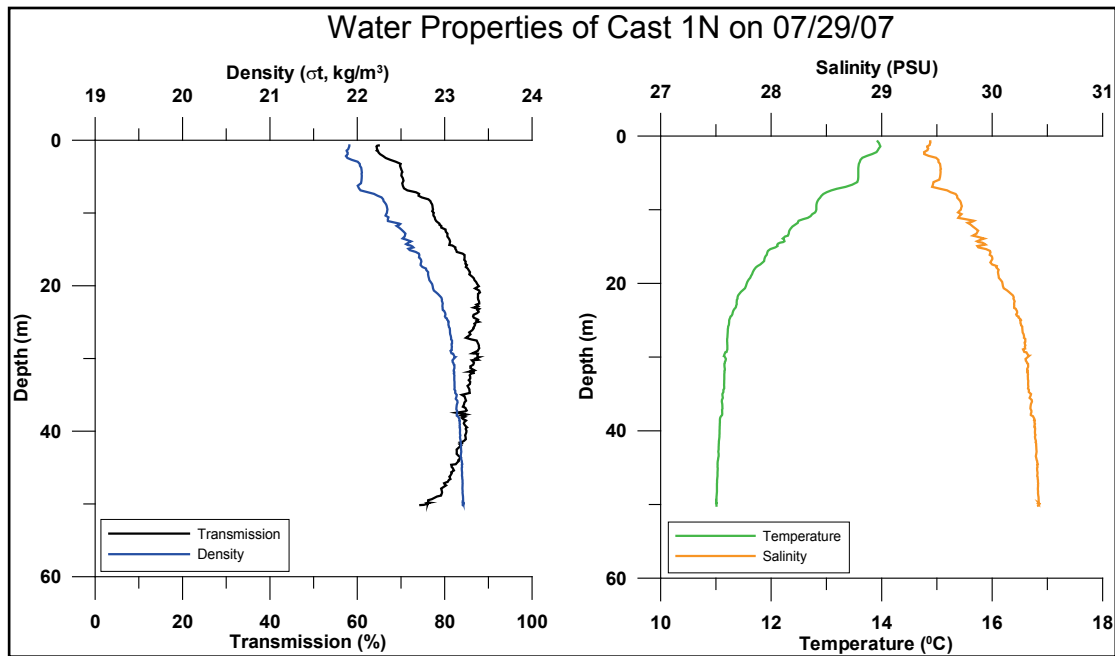 Water Properties of Cast 1N on 07/29/07
Density (σt, kg/m³)
19 20 21 22 23 24
0
20
40
60
Depth (m)
Transmission
Density
0 20 40 60 80 100
Transmission (%)
Salinity (PSU)
27 28 29 30 31
0
20
40
60
Depth (m)
Temperature
Salinity
10 12 14 16 18
Temperature (⁰C)